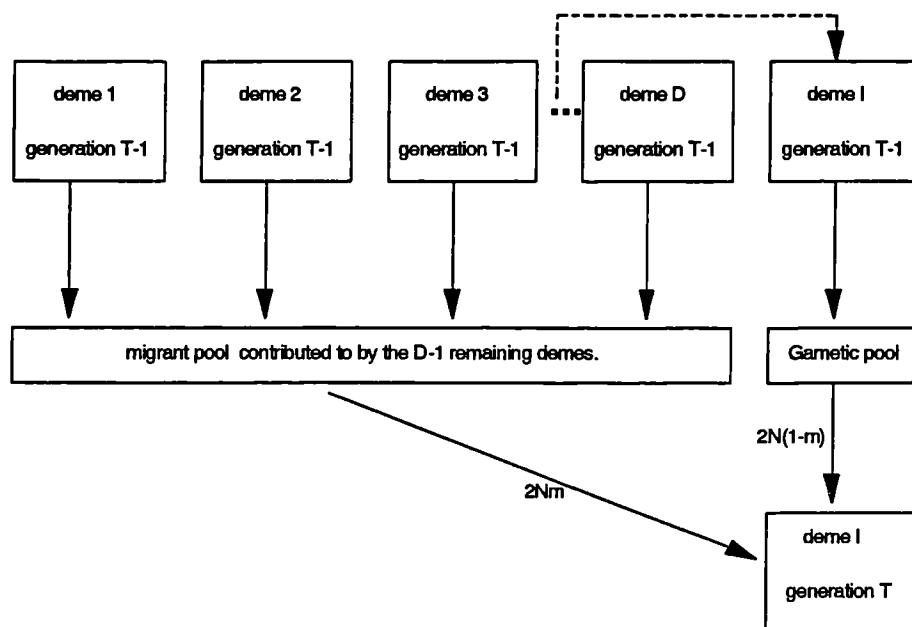 deme 1
generation T-1
deme 2
generation T-1
deme 3
generation T-1
deme D
generation T-1
deme I
generation T-1
migrant pool contributed to by the D-1 remaining demes.
Gametic pool
2N(1-m)
2Nm
deme I
generation T